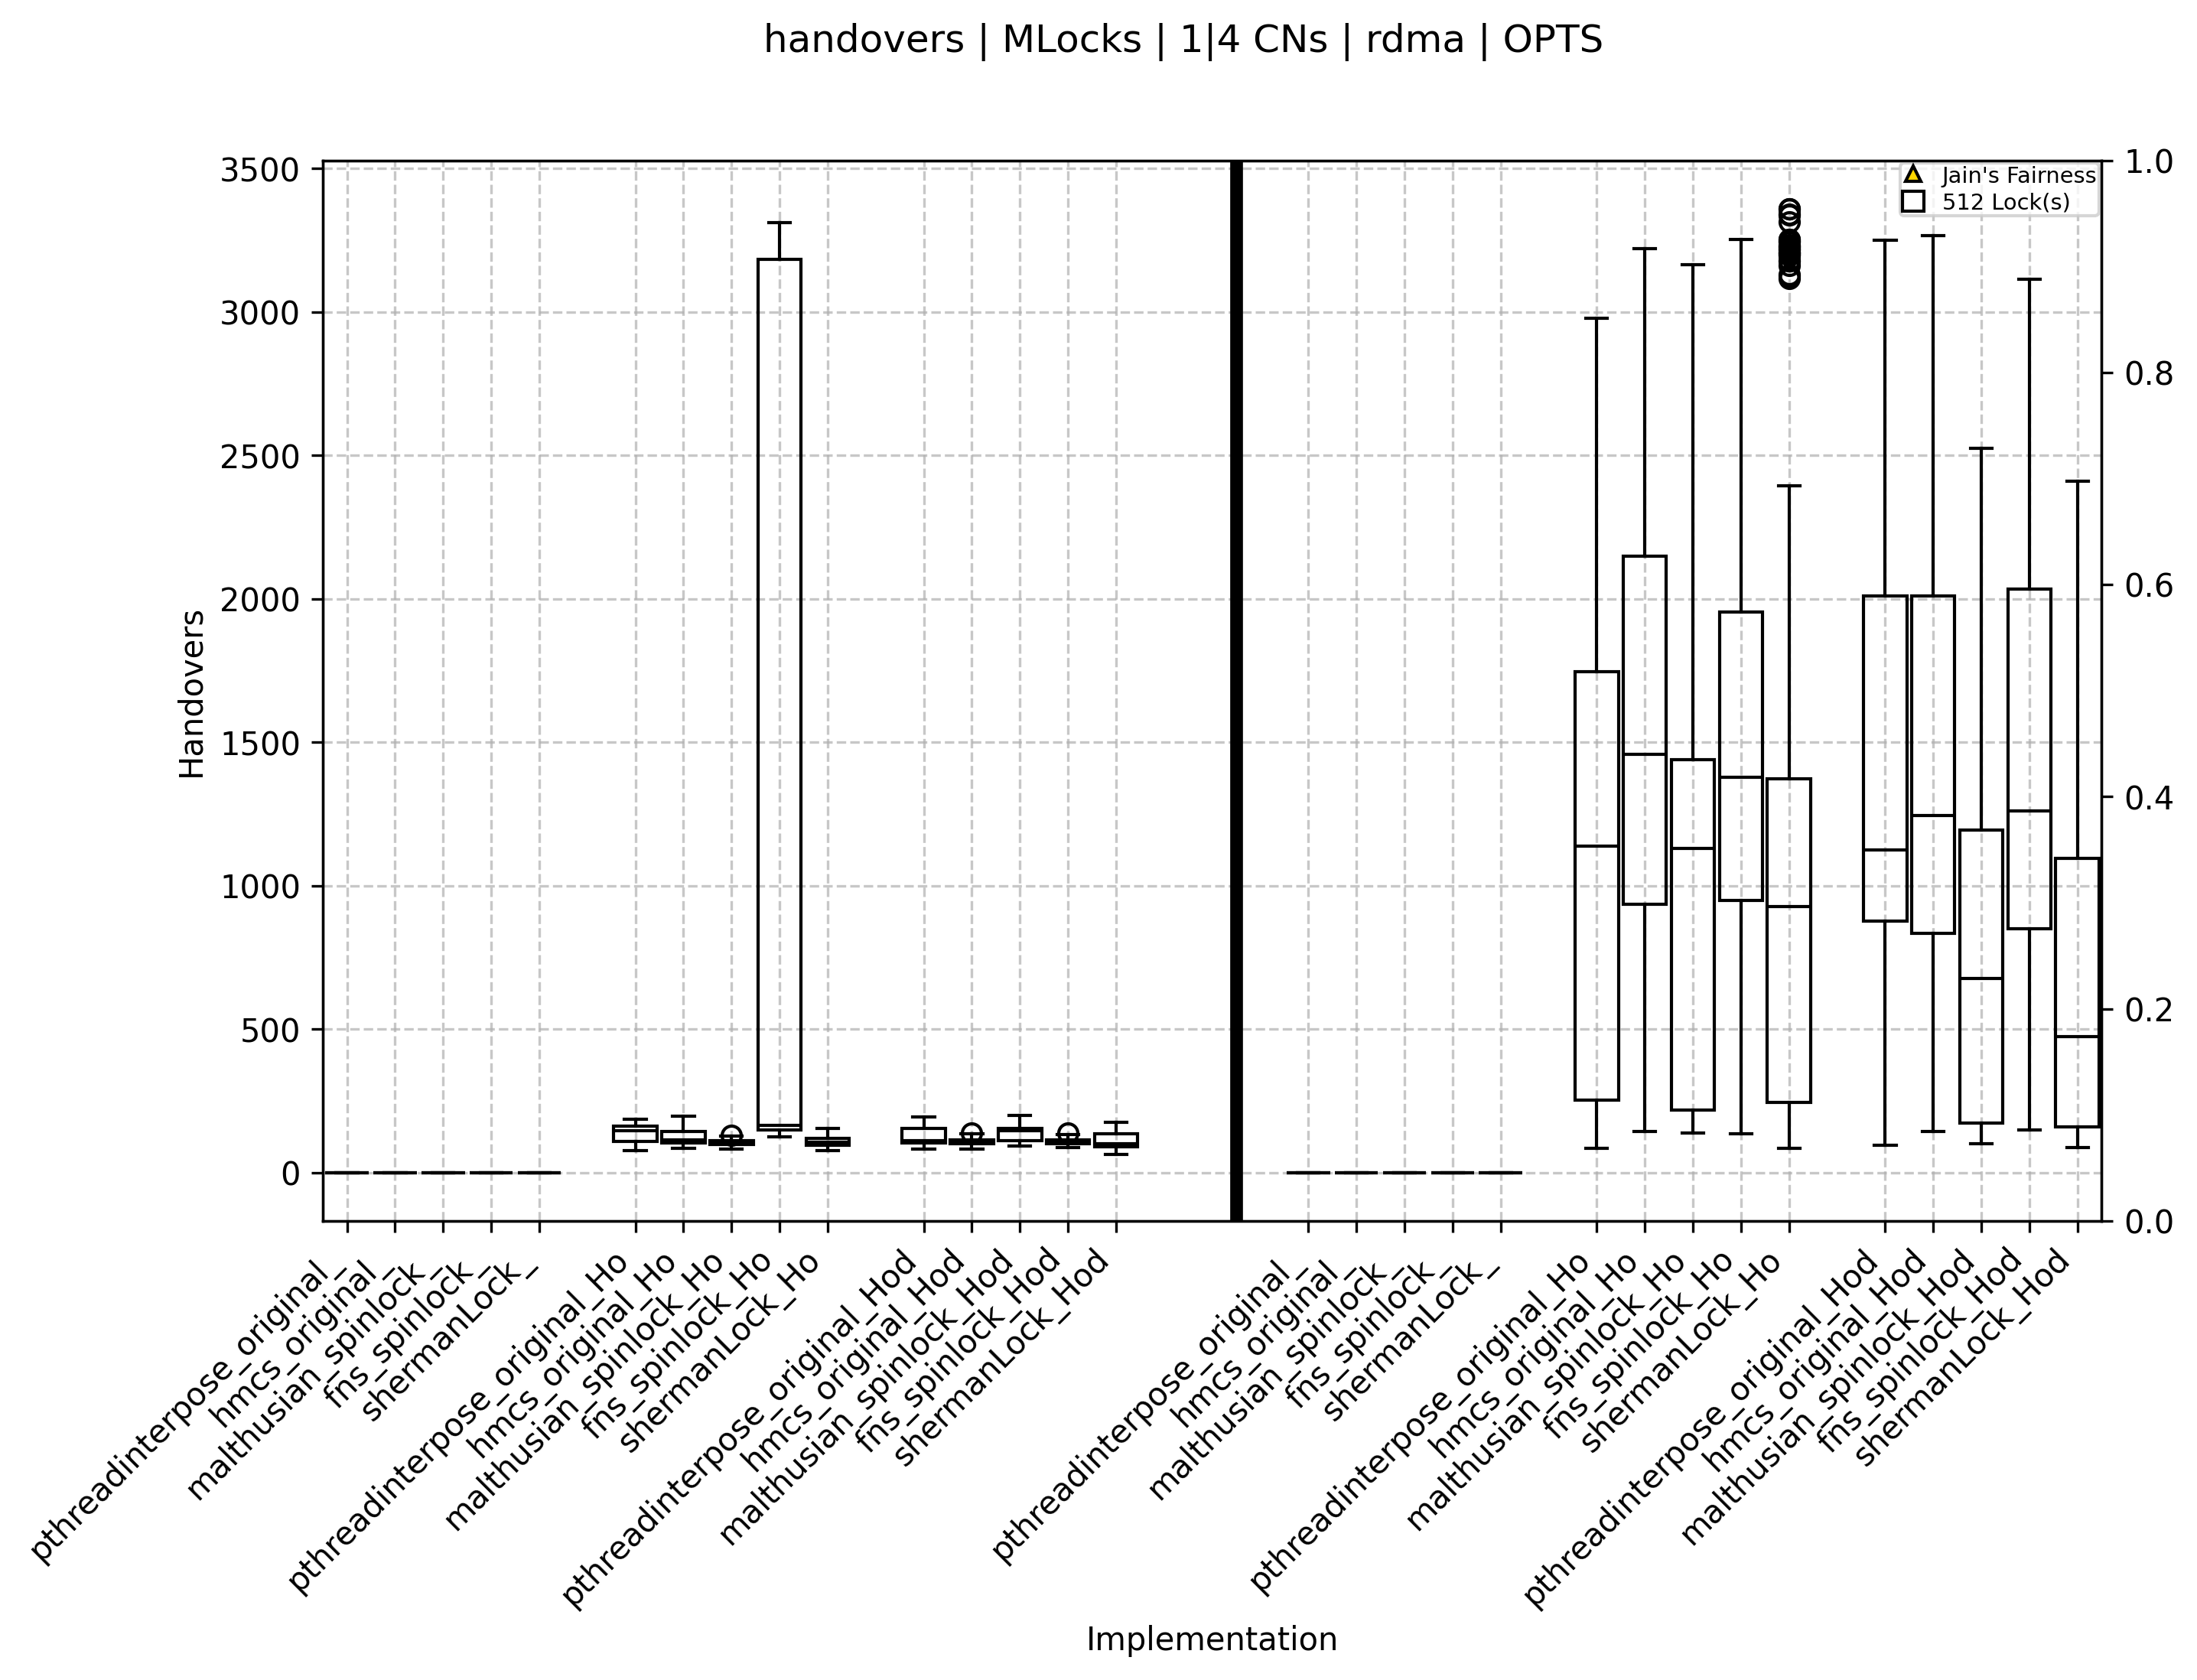 handovers | MLocks | 1|4 CNs | rdma | OPTS
Jain's Fairness
512 Lock(s)
Handovers
3500
3000
2500
2000
1500
1000
500
0
1.0
0.8
0.6
0.4
0.2
0.0
pthreadinterpose_original_
hmcs_original_
malthusian_spinlock_
fns_spinlock_
shermanLock_
pthreadinterpose_original_Ho
hmcs_original_Ho
malthusian_spinlock_Ho
fns_spinlock_Ho
shermanLock_Ho
pthreadinterpose_original_Hod
hmcs_original_Hod
malthusian_spinlock_Hod
fns_spinlock_Hod
shermanLock_Hod
pthreadinterpose_original_
hmcs_original_
malthusian_spinlock_
fns_spinlock_
shermanLock_
pthreadinterpose_original_Ho
hmcs_original_Ho
malthusian_spinlock_Ho
fns_spinlock_Ho
shermanLock_Ho
pthreadinterpose_original_Hod
hmcs_original_Hod
malthusian_spinlock_Hod
fns_spinlock_Hod
shermanLock_Hod
Implementation